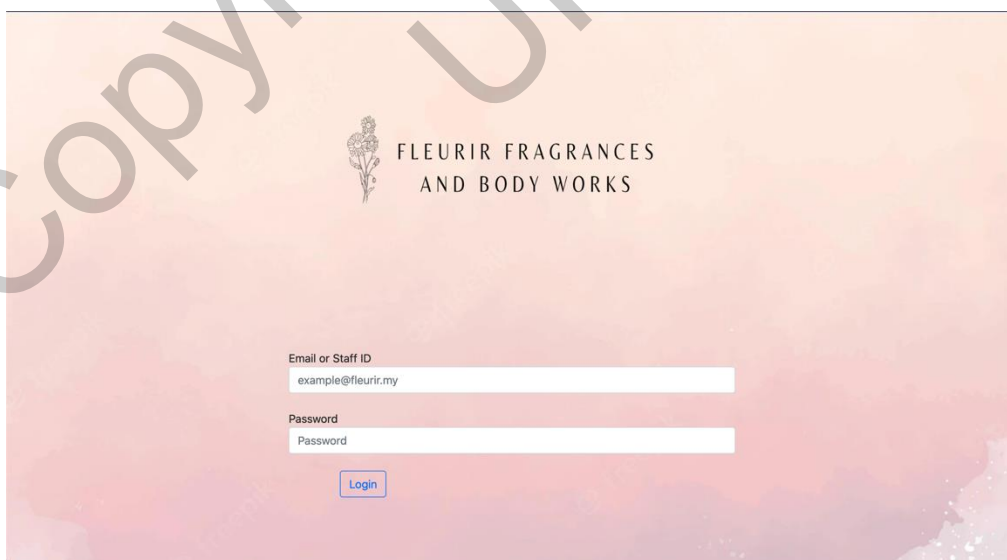 FLEURIR FRAGRANCES
AND BODY WORKS
Email or Staff ID
example@fleurir.my
Password
Password
Login